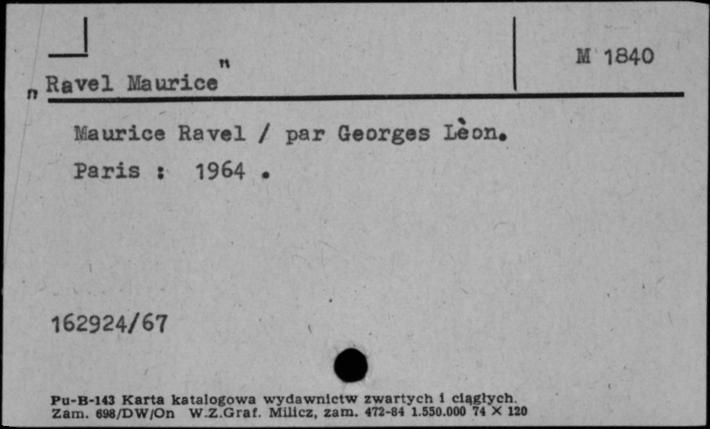 M 1840
„Ravel Maurice"
Maurice Ravel / par Georges Lèon.
Paris : 1964 .
162924/67
Pu-B-143 Karta katalogowa wydawnictw zwartych i ciągłych.
Zam. 698/DW/On W.Z.Graf. Milicz, zam. 472-84 1.550.000 74 × 120